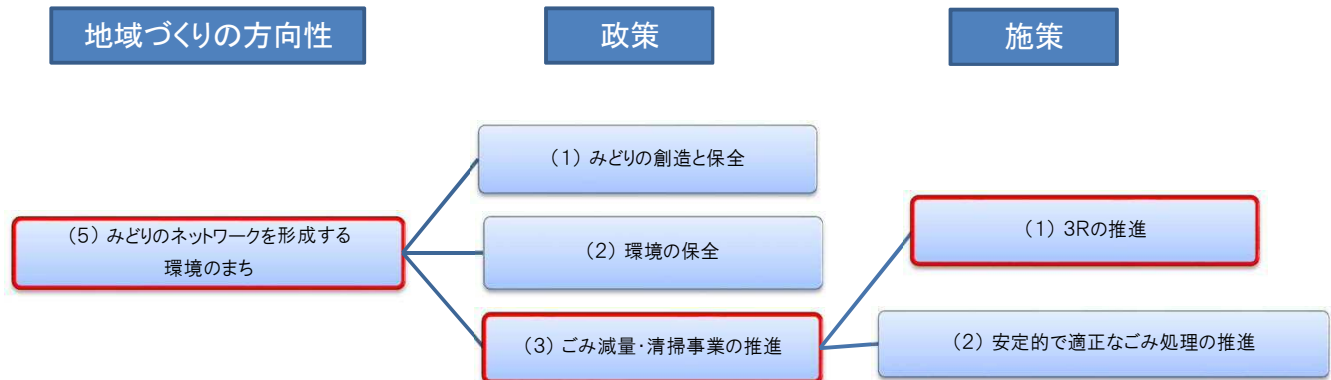 地域づくりの方向性
政策
施策
(5) みどりのネットワークを形成する
環境のまち
(1) みどりの創造と保全
(2) 環境の保全
(3) ごみ減量・清掃事業の推進
(1) 3Rの推進
(2) 安定的で適正なごみ処理の推進